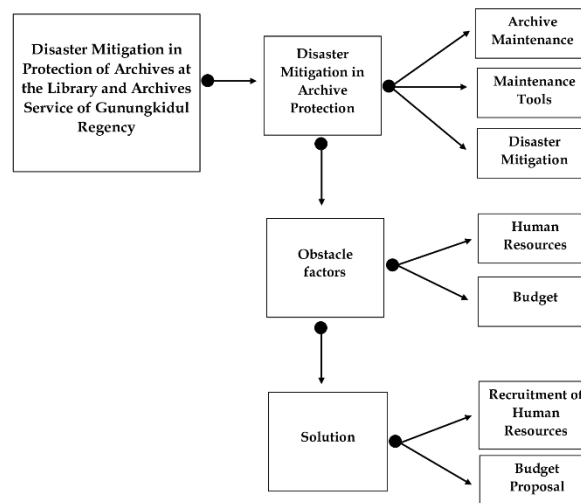 Disaster Mitigation in
Protection of Archives at
the Library and Archives
Service of Gunungkidul
Regency
Disaster
Mitigation in
Archive
Protection
Archive
Maintenance
Maintenance
Tools
Disaster
Mitigation
Obstacle
factors
Human
Resources
Budget
Solution
Recruitment of
Human
Resources
Budget
Proposal